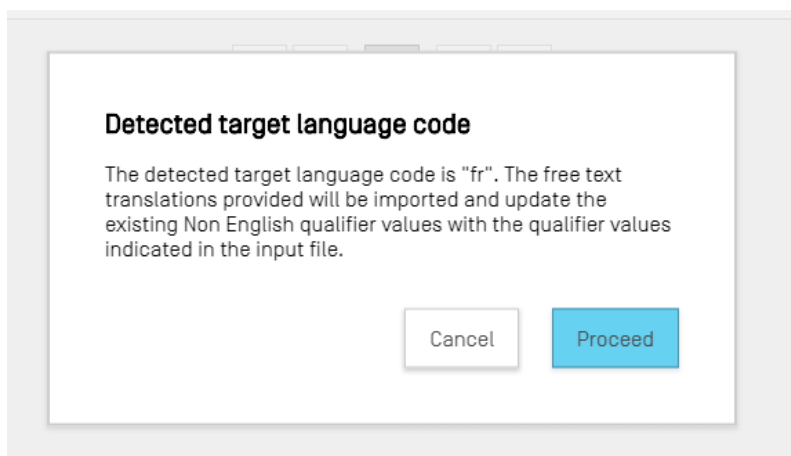 Detected target language code
The detected target language code is "fr". The free text
translations provided will be imported and update the
existing Non English qualifier values with the qualifier values
indicated in the input file.
Cancel
Proceed